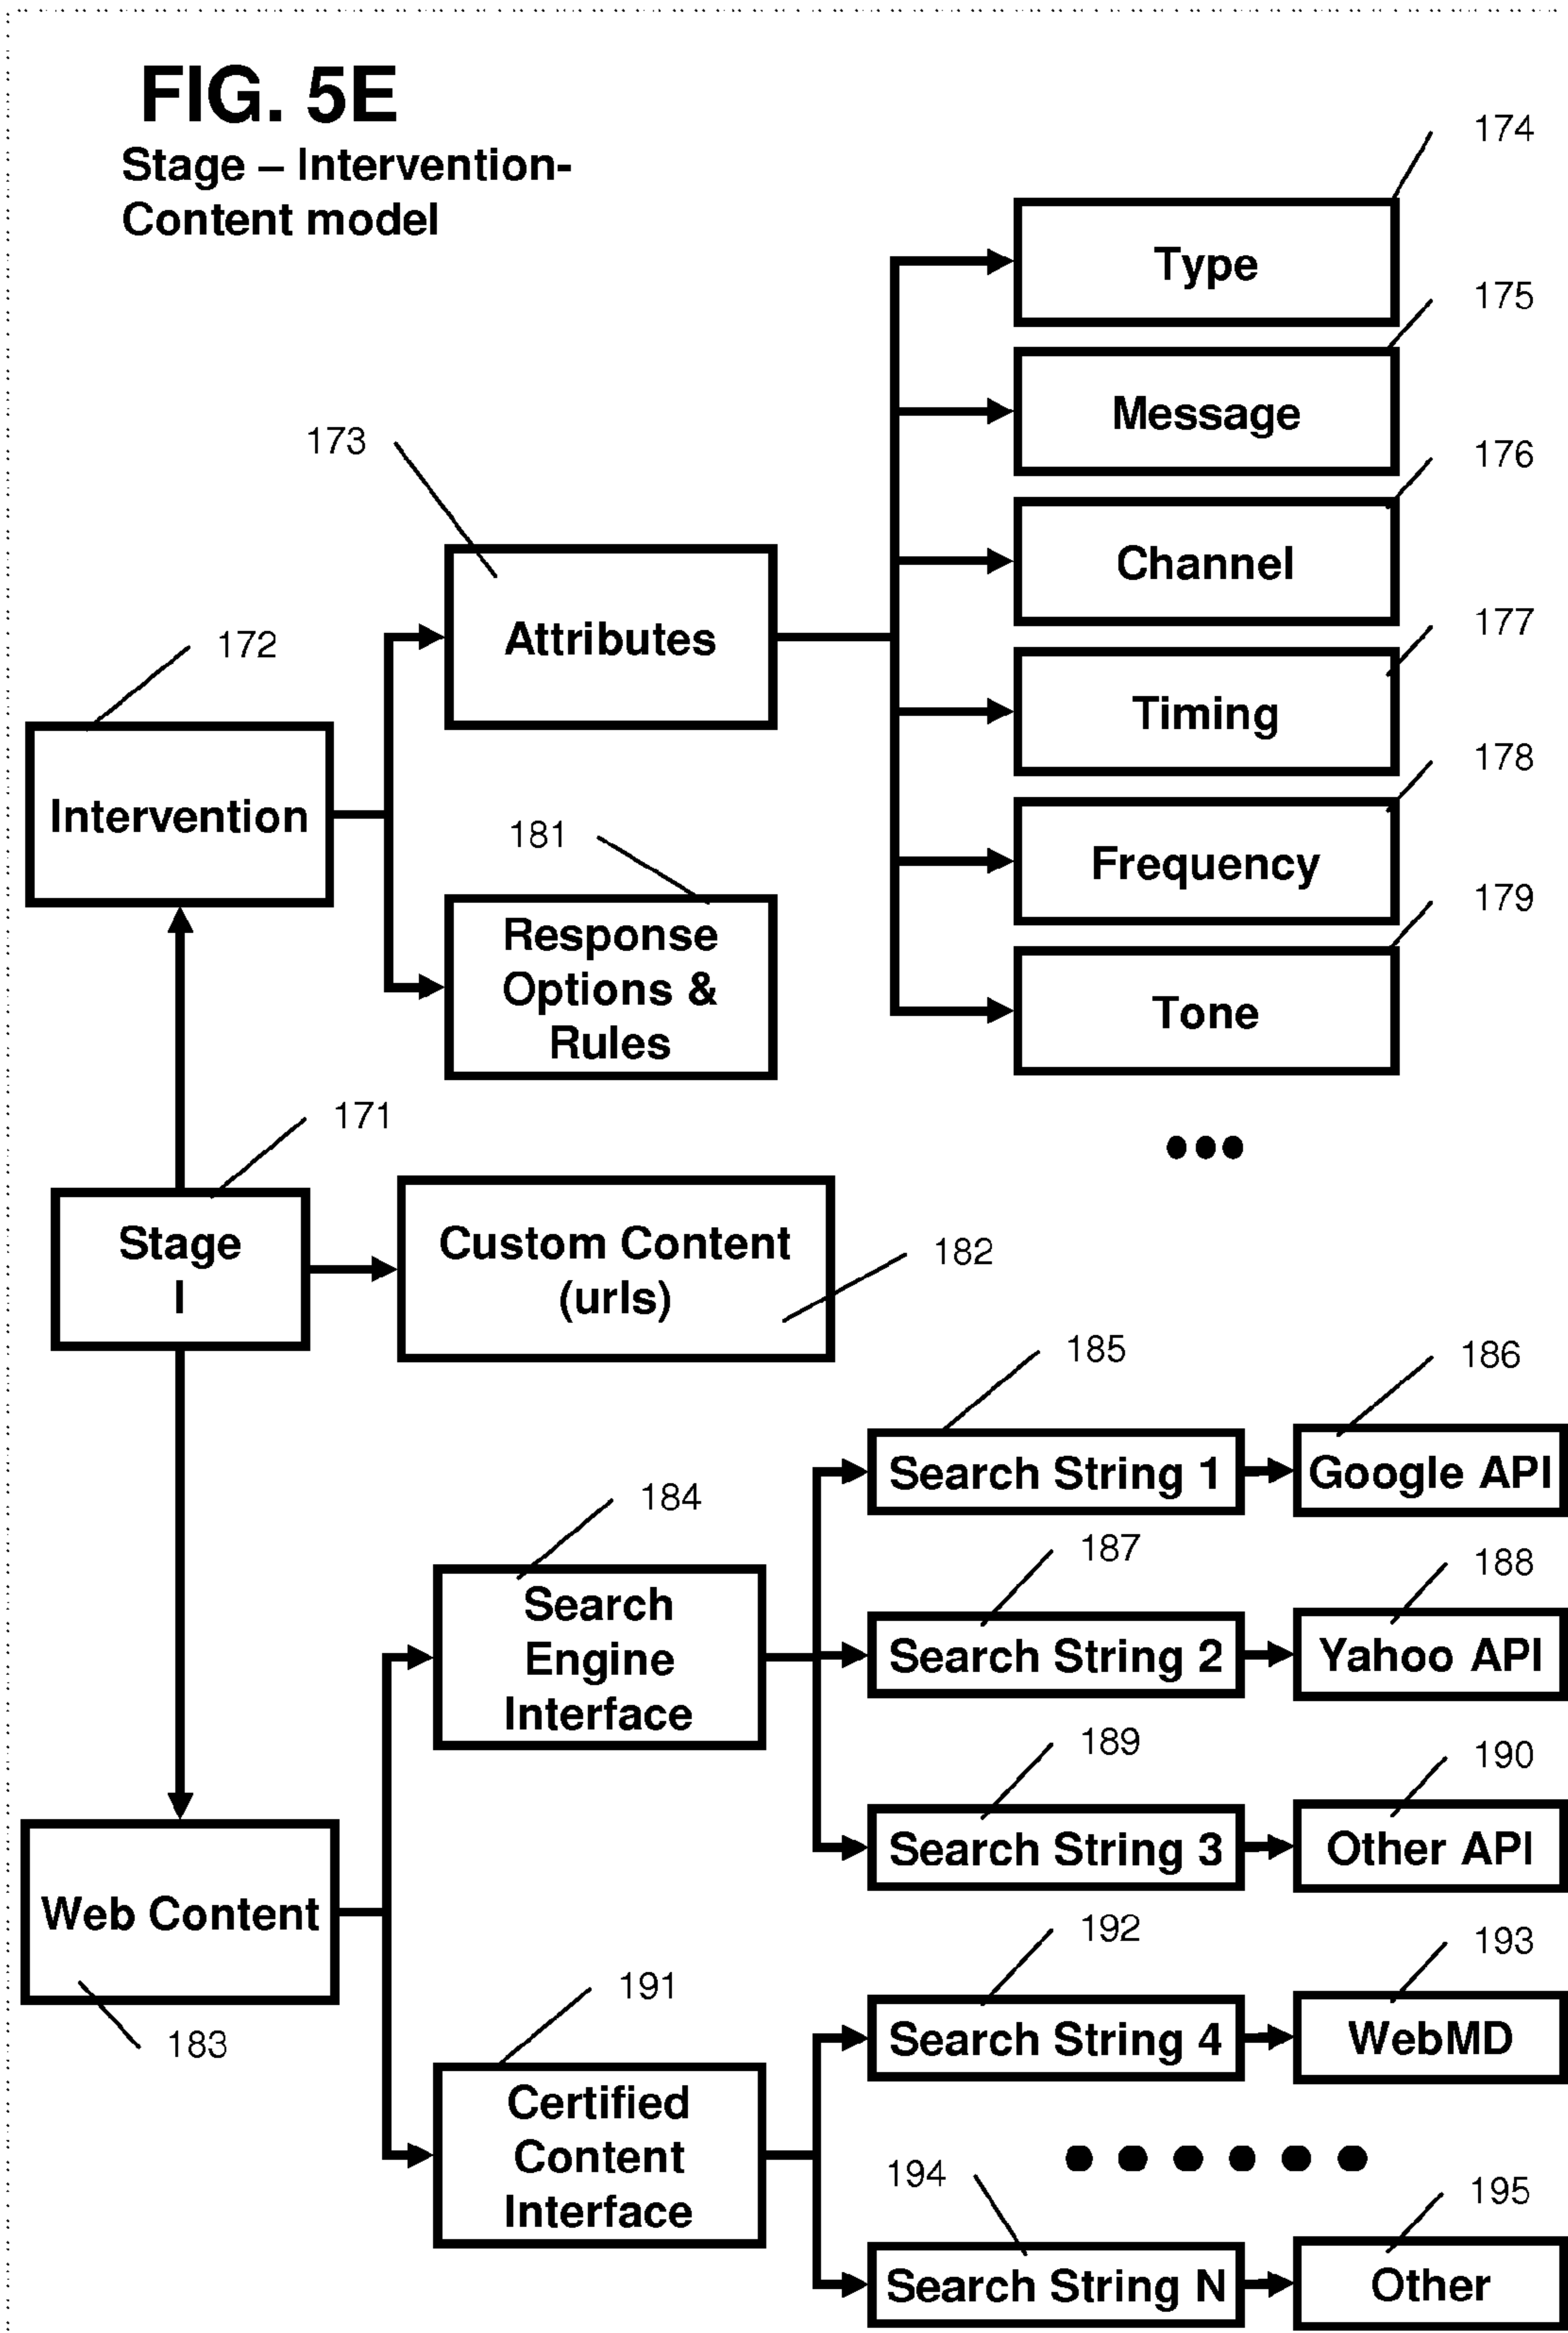 FIG. 5E
Stage – Intervention-
Content model
174
Type
175
Message
176
Channel
177
Timing
178
Frequency
179
Tone
173
Attributes
172
Intervention
181
Response
Options &
Rules
171
Stage
I
Custom Content
(urls)
182
185
Search String 1
186
Google API
184
Search
Engine
Interface
187
Search String 2
188
Yahoo API
189
Search String 3
190
Other API
Web Content
183
191
Certified
Content
Interface
192
Search String 4
193
WebMD
194
Search String N
195
Other